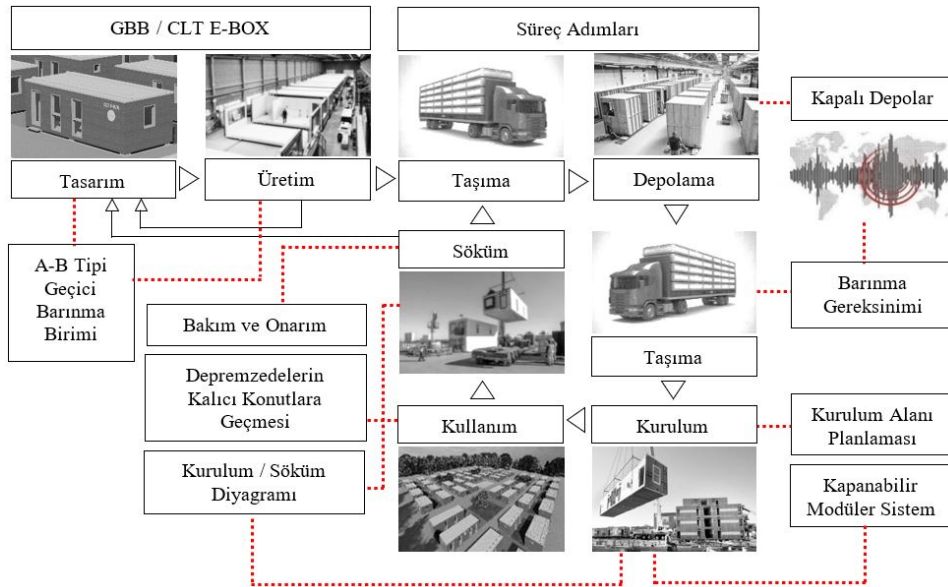 GBB / CLT E-BOX
Süreç Adımları
Kapalı Depolar
Tasarım
Üretim
Taşıma
Depolama
A-B Tipi
Geçici
Barınma
Birimi
Söküm
Bakım ve Onarım
Barınma
Gereksinimi
Taşıma
Depremzedelerin
Kalıcı Konutlara
Geçmesi
Kullanım
Kurulum
Kurulum Alanı
Planlaması
Kurulum / Söküm
Diyagramı
Kapanabilir
Modüler Sistem